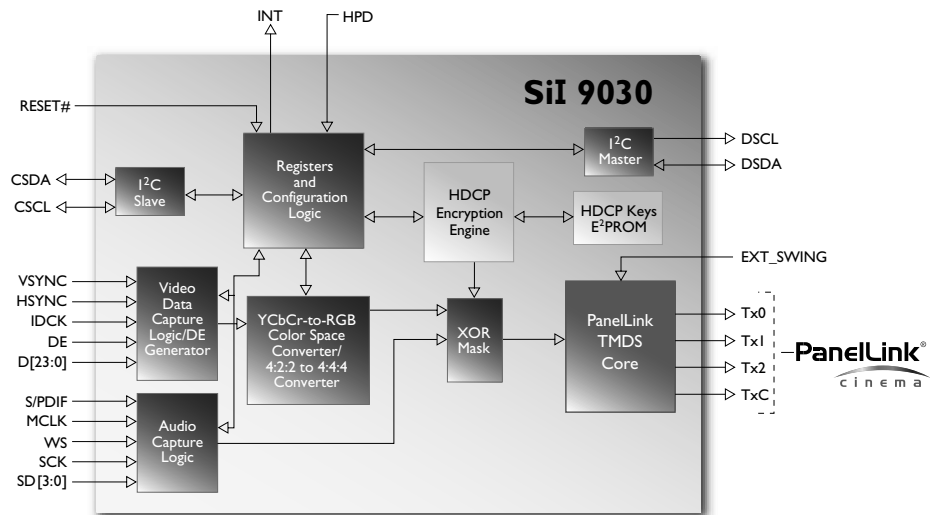 INT
HPD
SiI 9030
RESET#
CSDA
CSCL
I²C
Slave
Registers
and
Configuration
Logic
HDCP
Encryption
Engine
HDCP Keys
E²PROM
I²C
Master
DSCL
DSDA
EXT_SWING
VSYNC
HSYNC
IDCK
DE
D[23:0]
Video
Data
Capture
Logic/DE
Generator
YCbCr-to-RGB
Color Space
Converter/
4:2:2 to 4:4:4
Converter
XOR
Mask
PanelLink
TMDS
Core
Tx0
Tx1
Tx2
TxC
PanelLink®
cinema
S/PDIF
MCLK
WS
SCK
SD[3:0]
Audio
Capture
Logic